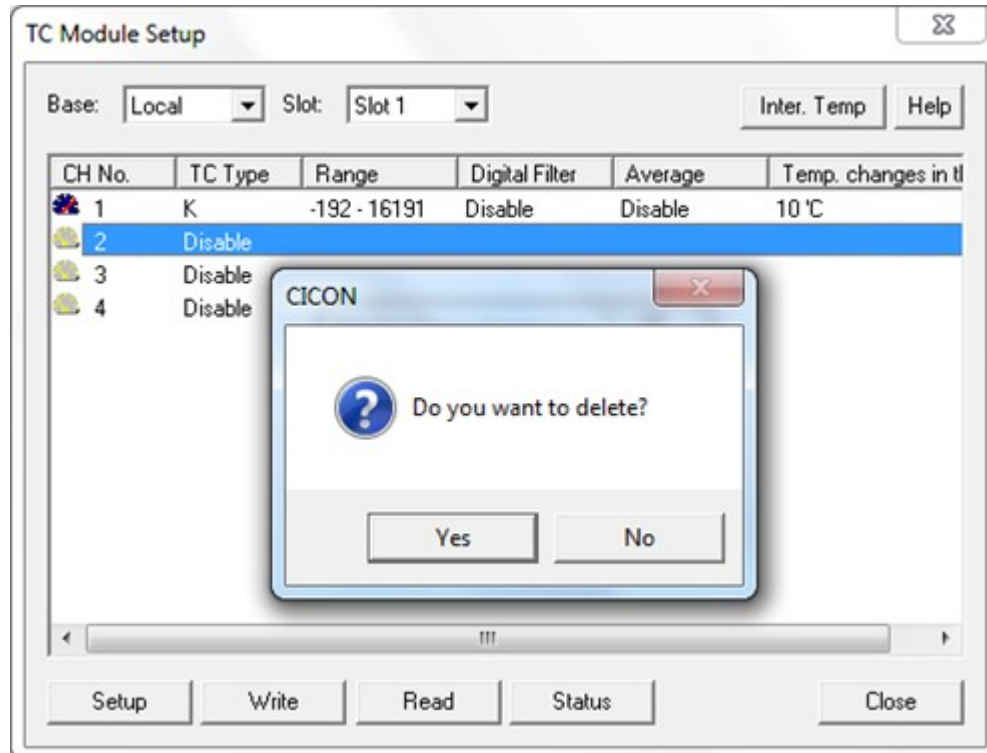 TC Module Setup
Base: Local Slot: Slot 1 Inter. Temp Help
CH No. TC Type Range Digital Filter Average Temp. changes in
1 K -192 - 16191 Disable Disable 10 ℃
2 Disable
3 Disable
4 Disable
CICON
Do you want to delete?
Yes No
Setup Write Read Status Close